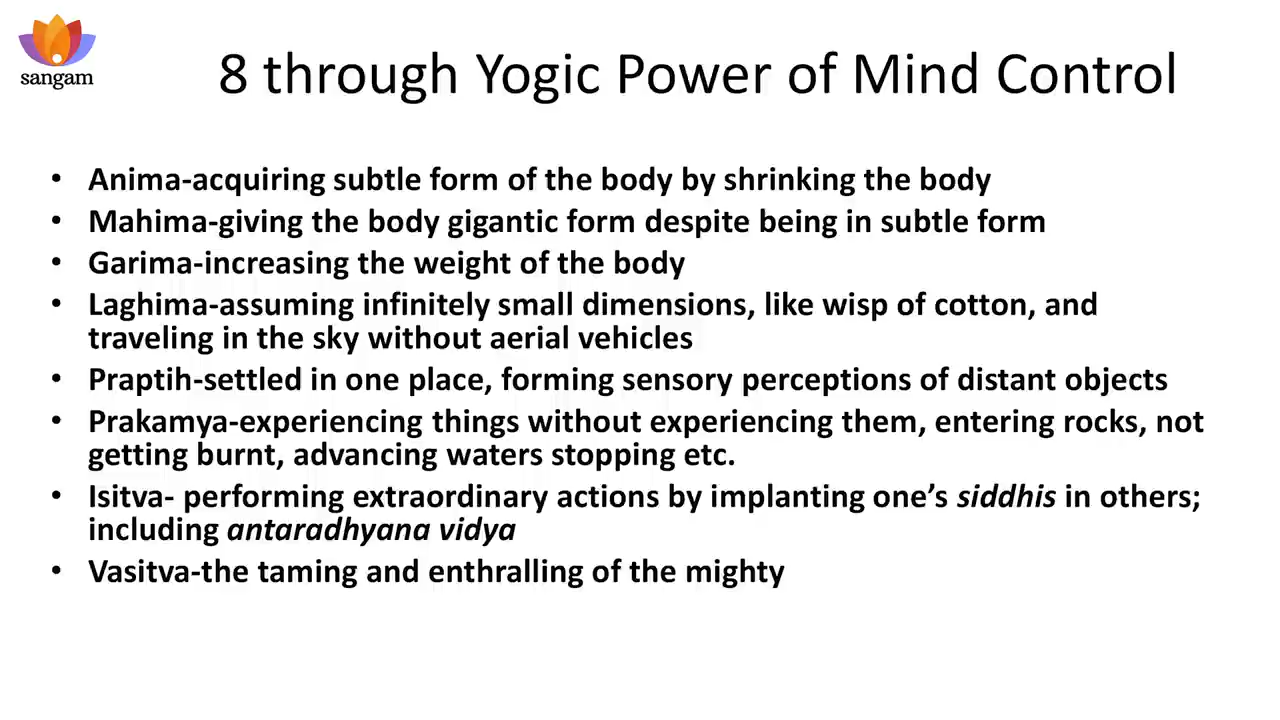 sangam
8 through Yogic Power of Mind Control
• Anima-acquiring subtle form of the body by shrinking the body
• Mahima-giving the body gigantic form despite being in subtle form
• Garima-increasing the weight of the body
• Laghima-assuming infinitely small dimensions, like wisp of cotton, and
traveling in the sky without aerial vehicles
• Praptih-settled in one place, forming sensory perceptions of distant objects
• Prakamya-experiencing things without experiencing them, entering rocks, not
getting burnt, advancing waters stopping etc.
• Isitva- performing extraordinary actions by implanting one’s siddhis in others;
including antaradhyana vidya
• Vasitva-the taming and enthralling of the mighty